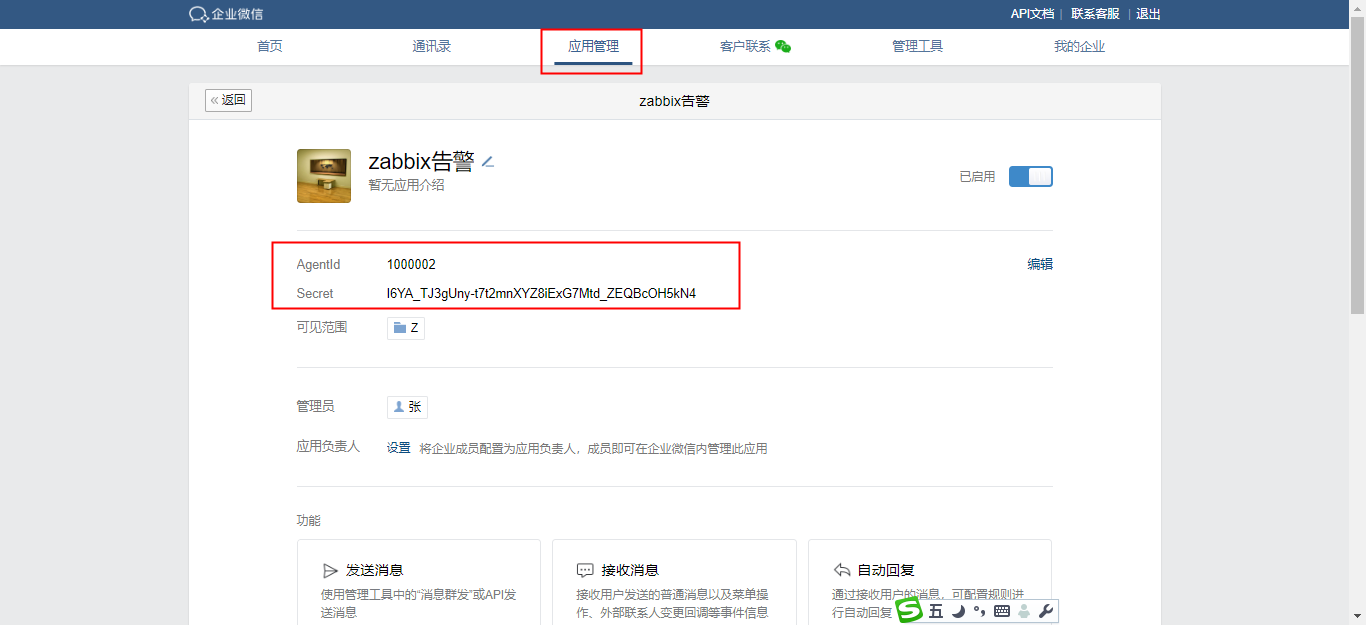 企业微信
API文档 | 联系客服 | 退出
首页 通讯录 应用管理 客户联系 管理工具 我的企业
« 返回 zabbix告警
zabbix告警
暂无应用介绍
已启用
AgentId 1000002 编辑
Secret I6YA_TJ3gUny-t7t2mnXYZ8iExG7Mtd_ZEQBcOH5kN4
可见范围 Z
管理员 张
应用负责人 设置 将企业成员配置为应用负责人，成员即可在企业微信内管理此应用
功能
发送消息
使用管理工具中的“消息群发”或API发
送消息
接收消息
接收用户发送的普通消息以及菜单操
作、外部联系人变更回调等事件信息
自动回复
通过接收用户的消息，可配置规则进
行自动回复
S 五